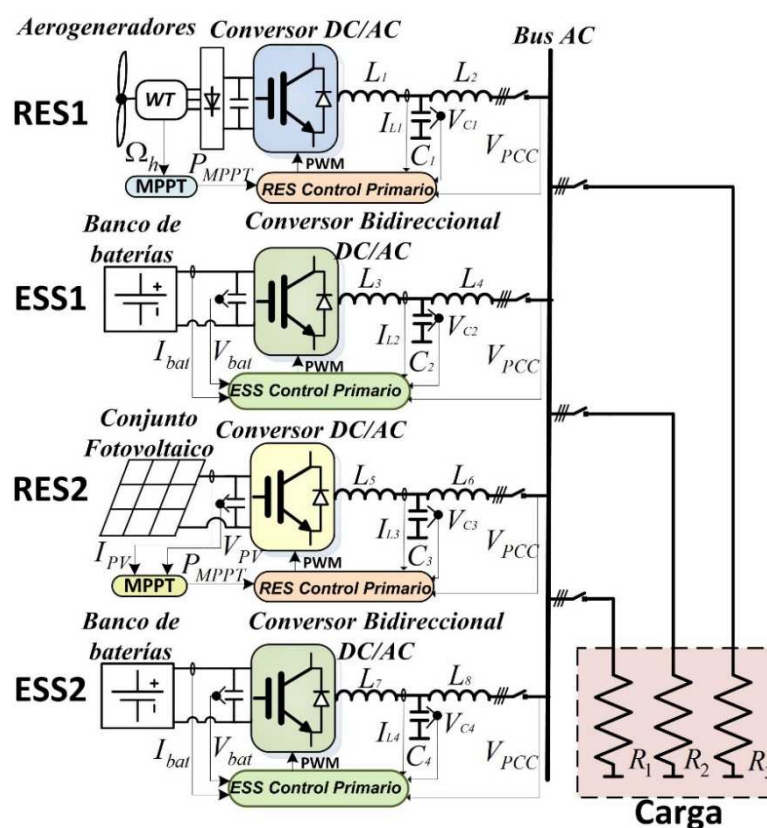 Aerogeneradores
Conversor DC/AC
Bus AC
RES1
WT
L1
L2
IL1
C1
VC1
VPCC
Ωh
PMPPT
PWM
MPPT
RES Control Primario
Banco de
baterías
Conversor Bidireccional
DC/AC
ESS1
L3
L4
IL2
C2
VC2
VPCC
Ibat
Vbat
PWM
ESS Control Primario
Conjunto
Fotovoltaico
Conversor DC/AC
RES2
L5
L6
IL3
C3
VC3
VPCC
IPV
VPV
PMPPT
PWM
MPPT
RES Control Primario
Banco de
baterías
Conversor Bidireccional
DC/AC
ESS2
L7
L8
IL4
C4
VC4
VPCC
Ibat
Vbat
PWM
ESS Control Primario
R1
R2
Carga